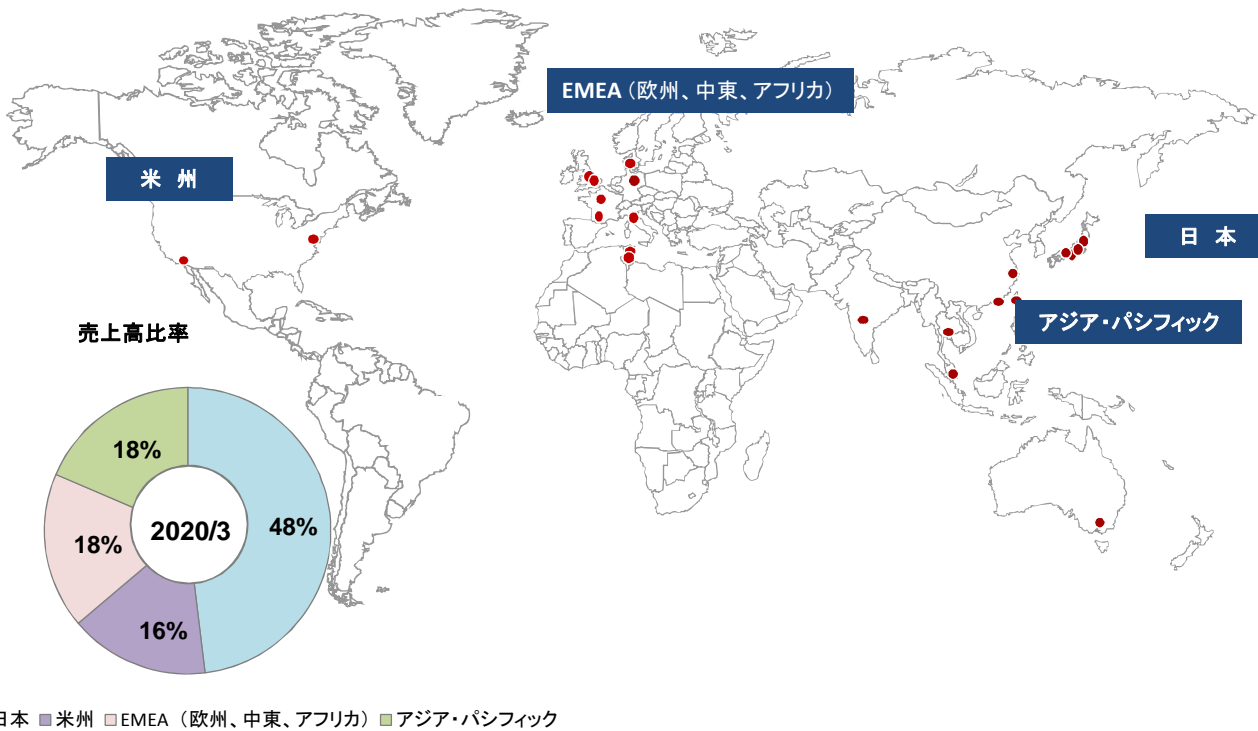 EMEA（欧州、中東、アフリカ）
米 州
日 本
アジア・パシフィック
売上高比率
18%
48%
2020/3
18%
16%
日本 米州 EMEA （欧州、中東、アフリカ） アジア・パシフィック